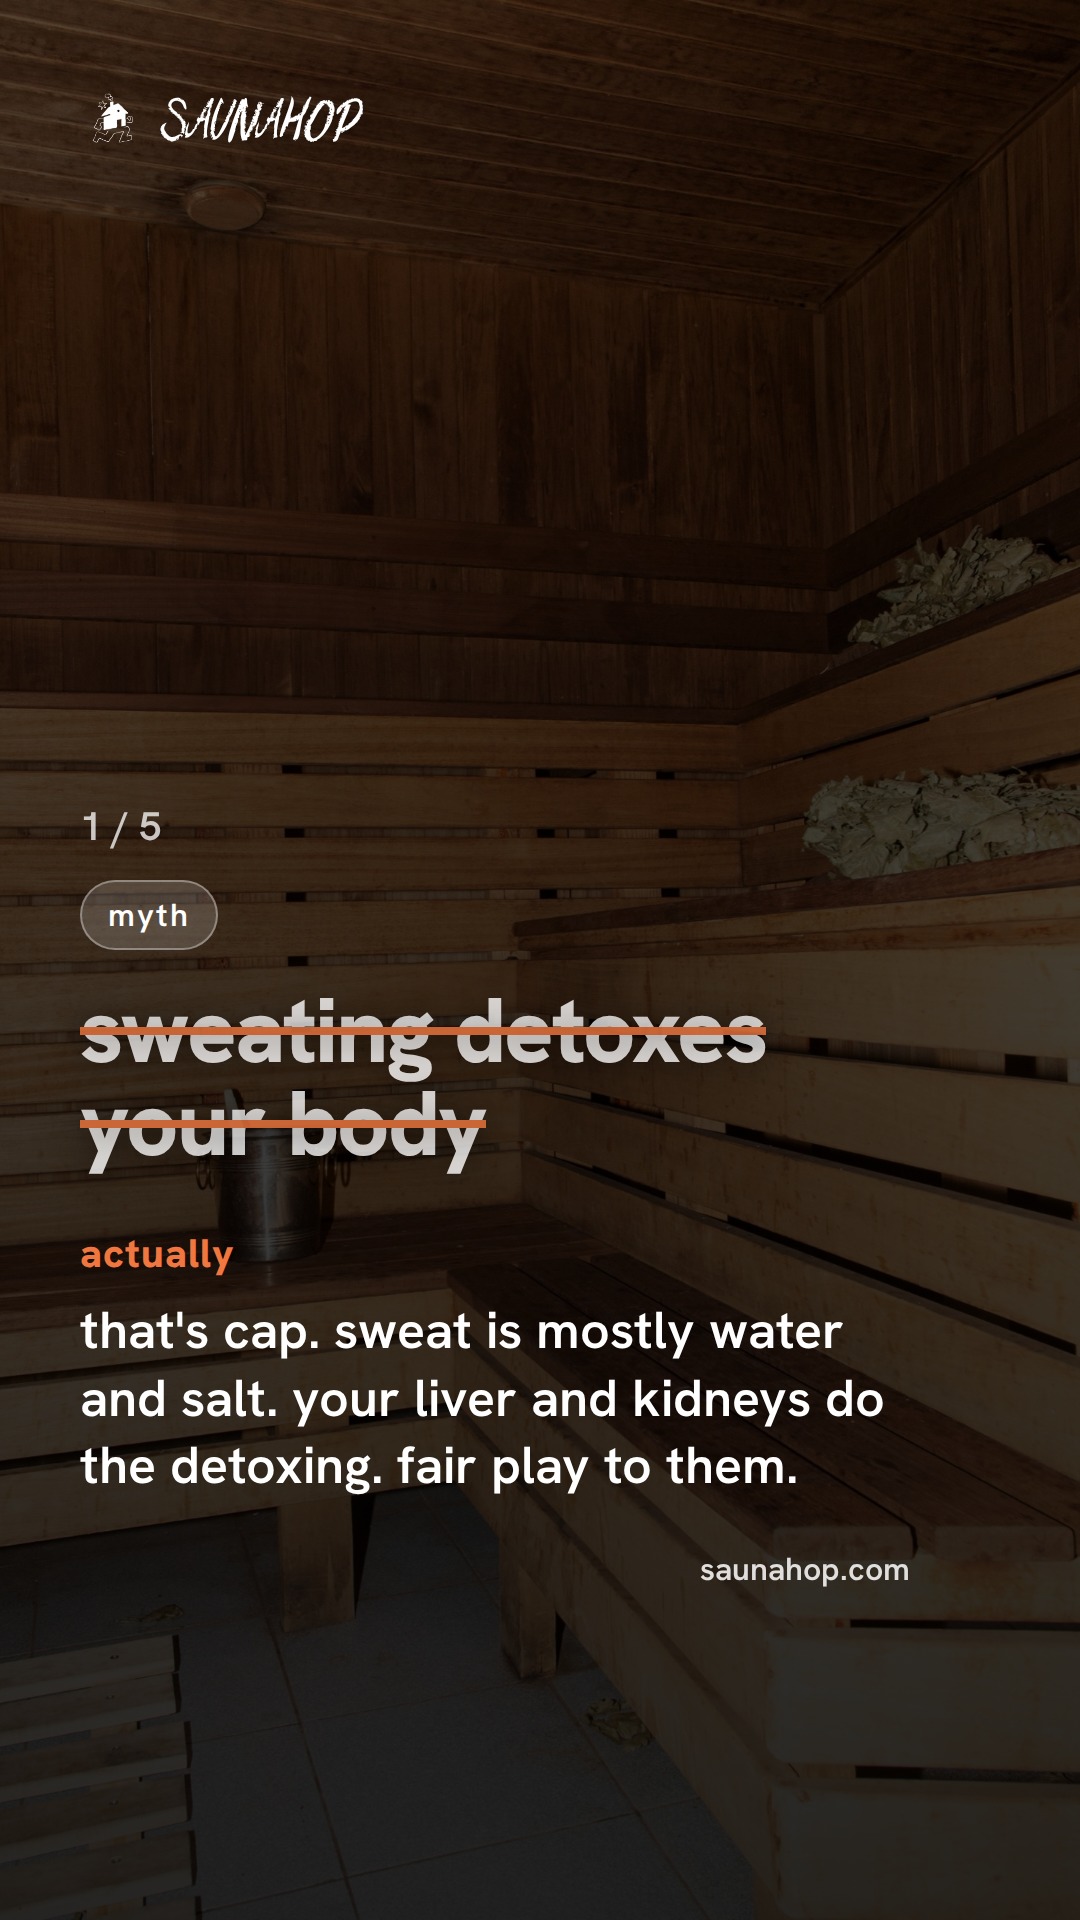 SAUNAHOP
1 / 5
myth
sweating detoxes
your body
actually
that's cap. sweat is mostly water
and salt. your liver and kidneys do
the detoxing. fair play to them.
saunahop.com